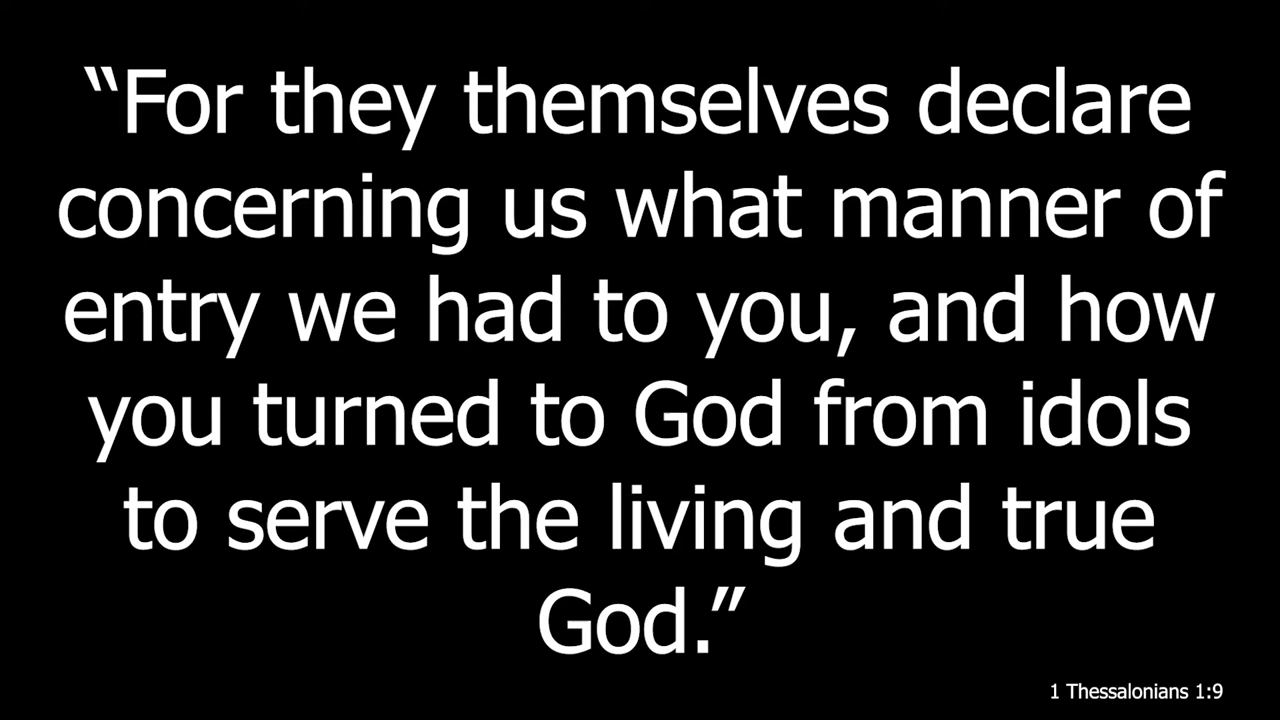 “For they themselves declare
concerning us what manner of
entry we had to you, and how
you turned to God from idols
to serve the living and true
God.”
1 Thessalonians 1:9